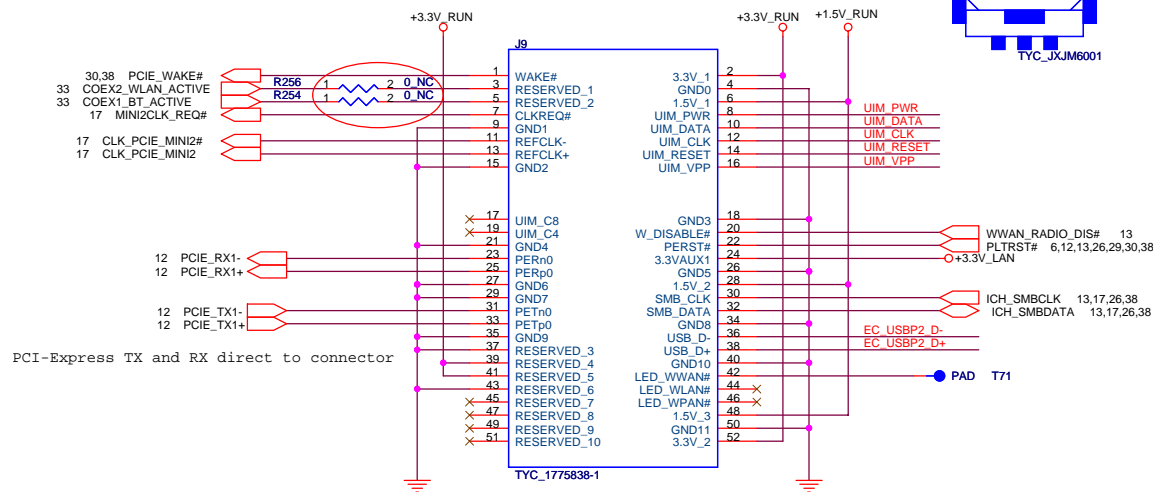 +3.3V_RUN +3.3V_RUN +1.5V_RUN
TYC_JXJM6001
J9
30,38 PCIE_WAKE# 1 WAKE# 3.3V_1 2
33 COEX2_WLAN_ACTIVE R256 1 2 0_NC 3 RESERVED_1 GND0 4
33 COEX1_BT_ACTIVE R254 1 2 0_NC 5 RESERVED_2 1.5V_1 6
17 MINI2CLK_REQ# 7 CLKREQ# UIM_PWR 8 UIM_PWR
9 GND1 UIM_DATA 10 UIM_DATA
17 CLK_PCIE_MINI2# 11 REFCLK- UIM_CLK 12 UIM_CLK
17 CLK_PCIE_MINI2 13 REFCLK+ UIM_RESET 14 UIM_RESET
15 GND2 UIM_VPP 16 UIM_VPP
17 UIM_C8 GND3 18
19 UIM_C4 W_DISABLE# 20 WWAN_RADIO_DIS# 13
21 GND4 PERST# 22 PLTRST# 6,12,13,26,29,30,38
12 PCIE_RX1- 23 PERn0 3.3VAUX1 24 +3.3V_LAN
12 PCIE_RX1+ 25 PERp0 GND5 26
27 GND6 1.5V_2 28
29 GND7 SMB_CLK 30 ICH_SMBCLK 13,17,26,38
12 PCIE_TX1- 31 PETn0 SMB_DATA 32 ICH_SMBDATA 13,17,26,38
12 PCIE_TX1+ 33 PETp0 GND8 34
35 GND9 USB_D- 36 EC_USBP2_D-
37 RESERVED_3 USB_D+ 38 EC_USBP2_D+
PCI-Express TX and RX direct to connector
39 RESERVED_4 GND10 40
41 RESERVED_5 LED_WWAN# 42 PAD T71
43 RESERVED_6 LED_WLAN# 44
45 RESERVED_7 LED_WPAN# 46
47 RESERVED_8 1.5V_3 48
49 RESERVED_9 GND11 50
51 RESERVED_10 3.3V_2 52
TYC_1775838-1